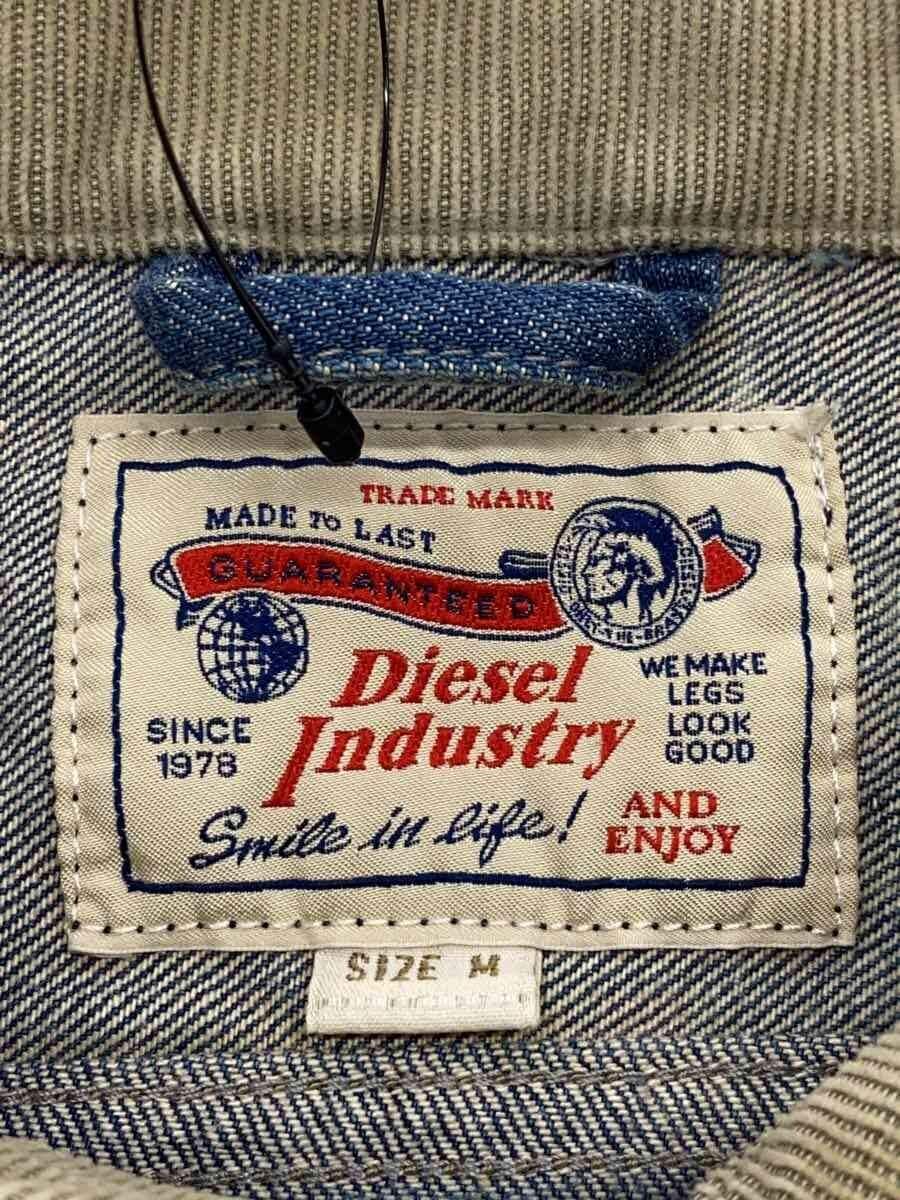 TRADE MARK
MADE TO LAST
GUARANTEED
Diesel
Industry
SINCE
1978
WE MAKE
LEGS
LOOK
GOOD
Smile in life!
AND
ENJOY
SIZE M